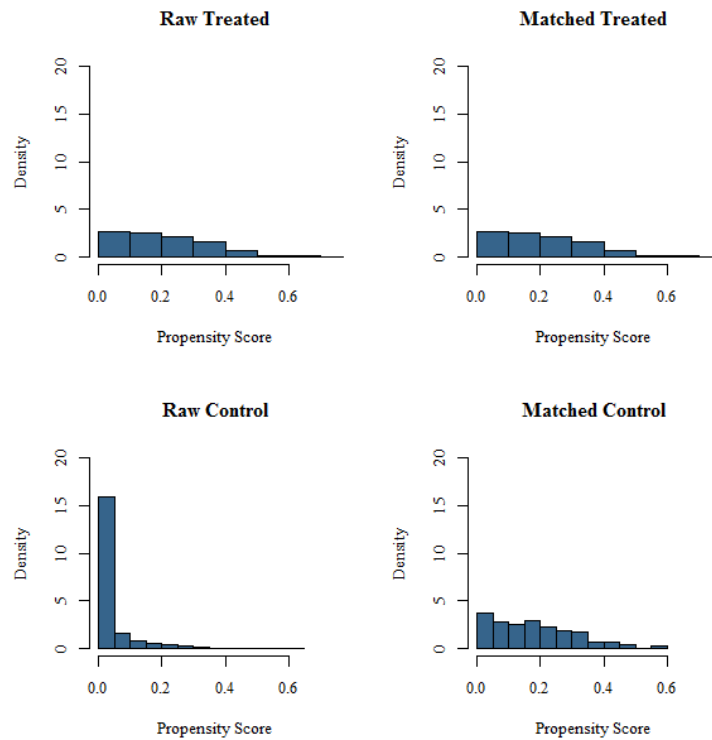 Raw Treated
Density
20
15
10
5
0
0.0 0.2 0.4 0.6
Propensity Score
Matched Treated
Density
20
15
10
5
0
0.0 0.2 0.4 0.6
Propensity Score
Raw Control
Density
20
15
10
5
0
0.0 0.2 0.4 0.6
Propensity Score
Matched Control
Density
20
15
10
5
0
0.0 0.2 0.4 0.6
Propensity Score